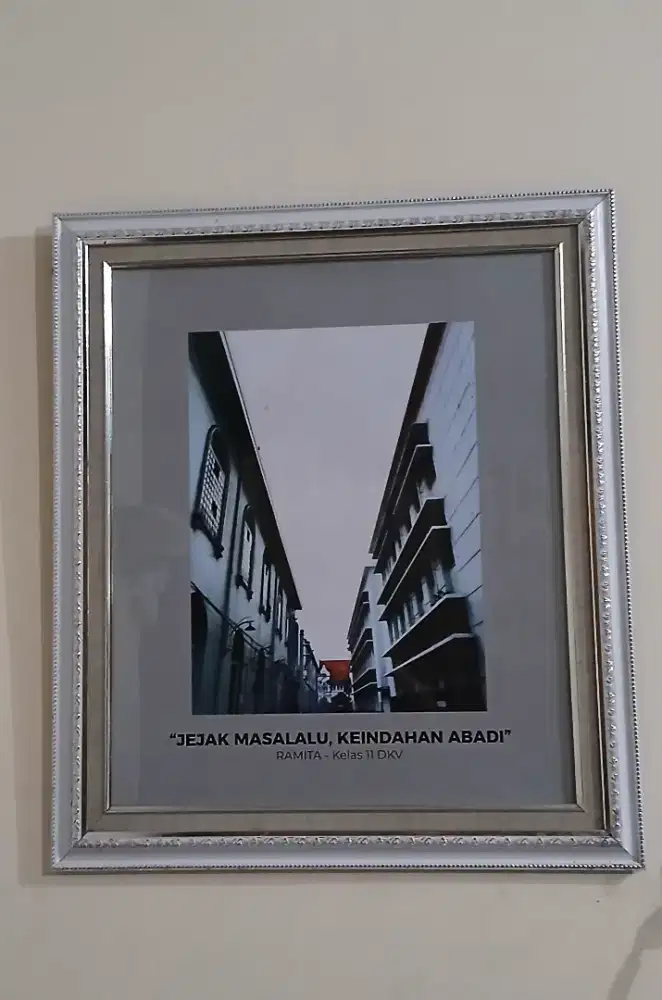 “JEJAK MASALALU, KEINDAHAN ABADI”
RAMITA - Kelas 11 DKV